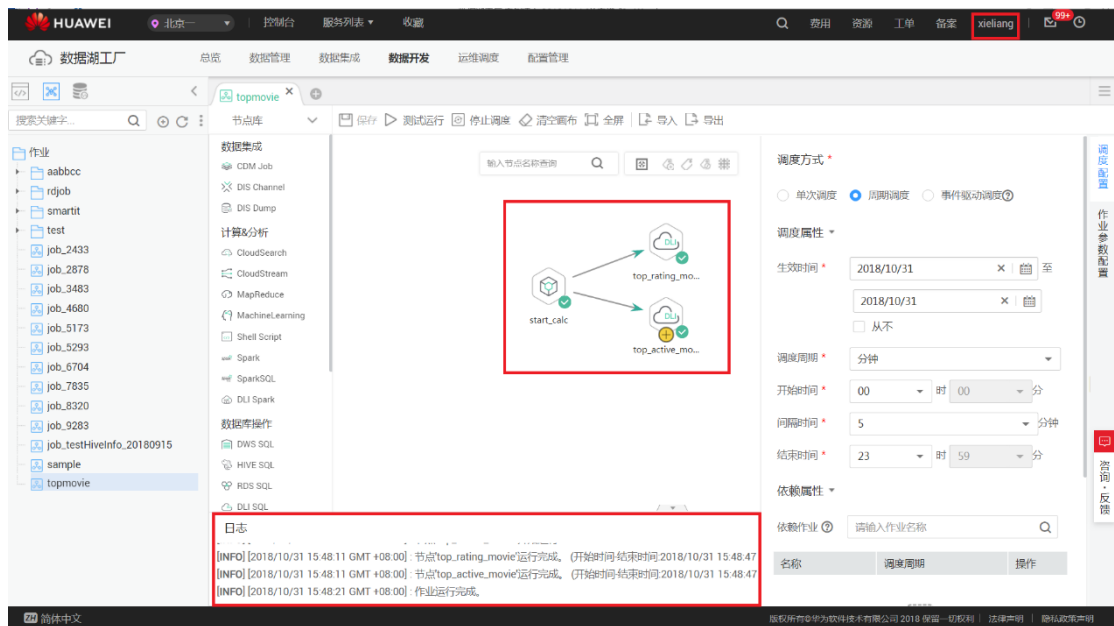 HUAWEI 北京一 控制台 服务列表 收藏 费用 资源 工单 备案 xieliang 99+
数据湖工厂 总览 数据管理 数据集成 数据开发 运维调度 配置管理
topmovie
搜索关键字... 节点库 保存 测试运行 停止调度 清空画布 全屏 导入 导出
作业
aabbcc
rdjob
smartit
test
job_2433
job_2878
job_3483
job_4680
job_5173
job_5293
job_6704
job_7835
job_8320
job_9283
job_testHiveInfo_20180915
sample
topmovie
数据集成
CDM Job
DIS Channel
DIS Dump
计算&分析
CloudSearch
CloudStream
MapReduce
MachineLearning
Shell Script
Spark
SparkSQL
DLI Spark
数据库操作
DWS SQL
HIVE SQL
RDS SQL
DLI SQL
输入节点名称查询
DLI
top_rating_mo...
start_calc
DLI
top_active_mo...
日志
[INFO] [2018/10/31 15:48:11 GMT +08:00] : 节点'top_rating_movie'运行完成。 (开始时间-结束时间:2018/10/31 15:48:47
[INFO] [2018/10/31 15:48:11 GMT +08:00] : 节点'top_active_movie'运行完成。 (开始时间-结束时间:2018/10/31 15:48:47
[INFO] [2018/10/31 15:48:21 GMT +08:00] : 作业运行完成。
调度方式 *
单次调度 周期调度 事件驱动调度
调度属性
生效时间 * 2018/10/31 至
2018/10/31
从不
调度周期 * 分钟
开始时间 * 00 时 00 分
间隔时间 * 5 分钟
结束时间 * 23 时 59 分
依赖属性
依赖作业 请输入作业名称
名称 调度周期 操作
调度配置
作业参数配置
咨询·反馈
ZH 简体中文 版权所有©华为软件技术有限公司 2018 保留一切权利 | 法律声明 | 隐私政策声明